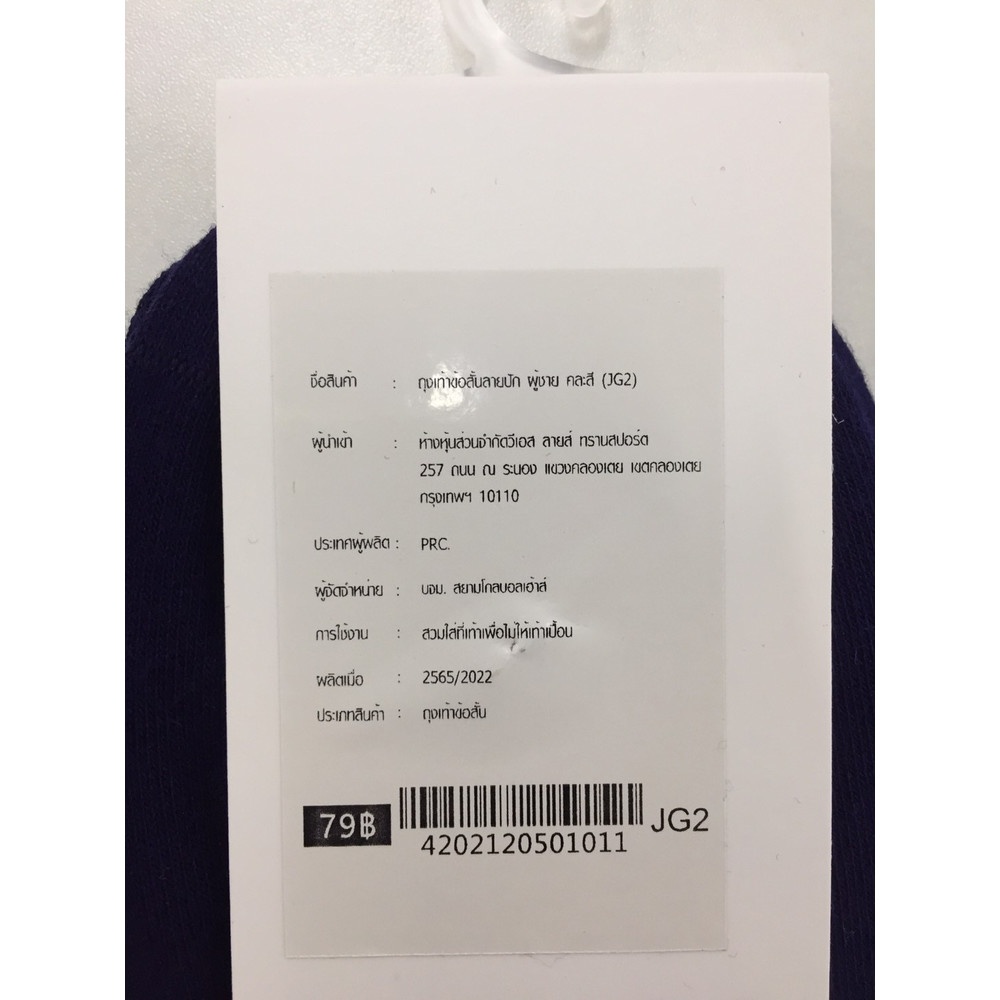 ชื่อสินค้า : ถุงเท้าข้อสั้นลายปัก ผู้ชาย คละสี (JG2)
ผู้นำเข้า : ห้างหุ้นส่วนจำกัดวีเอส ลายส์ ทรานสปอร์ต
257 ถนน ณ ระนอง แขวงคลองเตย เขตคลองเตย
กรุงเทพฯ 10110
ประเทศผู้ผลิต : PRC.
ผู้จัดจำหน่าย : บจม. สยามโกลบอลเฮ้าส์
การใช้งาน : สวมใส่ที่เท้าเพื่อไม่ให้เท้าเปื้อน
ผลิตเมื่อ : 2565/2022
ประเภทสินค้า : ถุงเท้าข้อสั้น
79฿ JG2
4202120501011